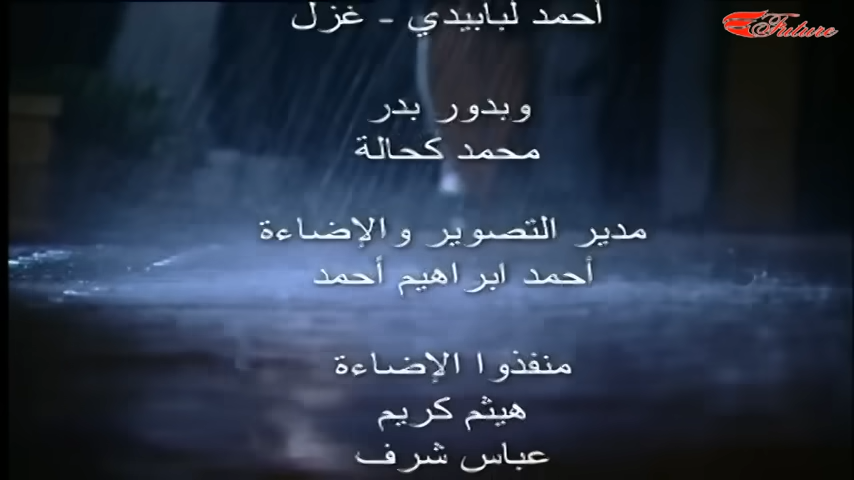 أحمد لبابيدي - غزل
وبدور بدر
محمد كحالة
مدير التصوير والإضاءة
أحمد ابراهيم أحمد
منفذوا الإضاءة
هيثم كريم
عباس شرف
Future